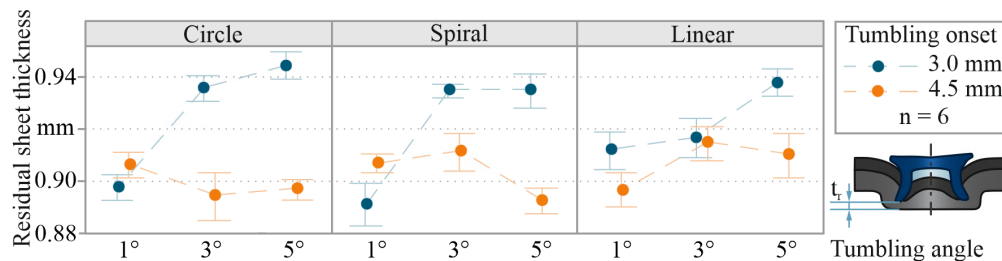 Circle
Spiral
Linear
Residual sheet thickness
0.94
mm
0.90
0.88
1°
3°
5°
1°
3°
5°
1°
3°
5°
Tumbling onset
3.0 mm
4.5 mm
n = 6
tr
Tumbling angle